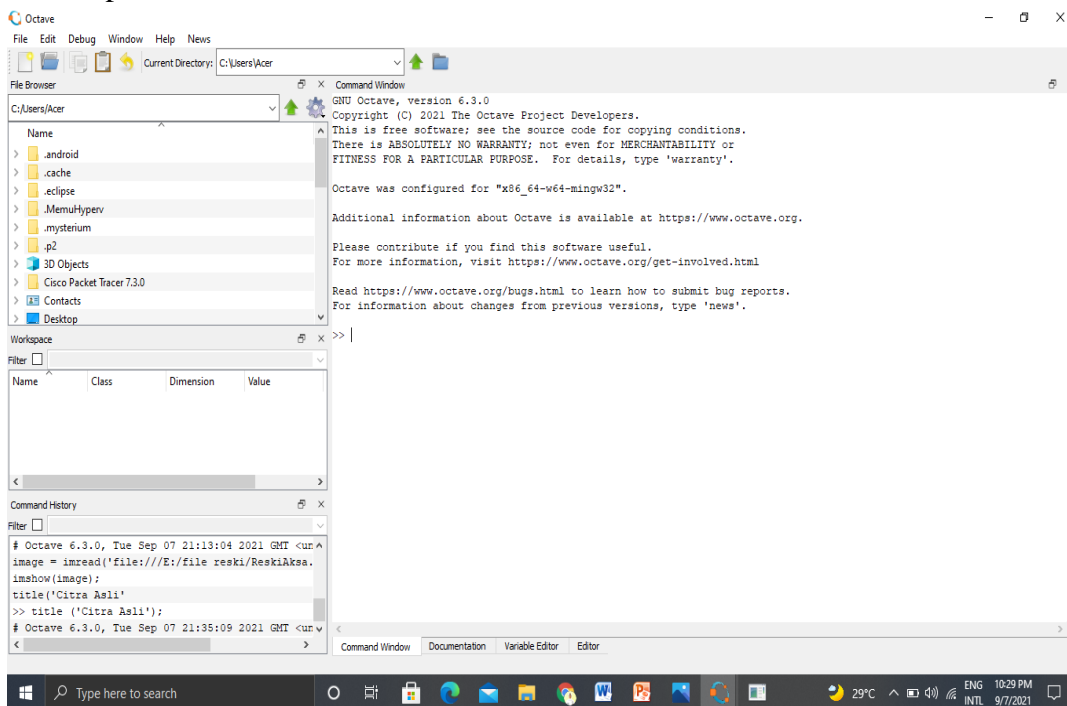 Octave
File Edit Debug Window Help News
Current Directory: C:\Users\Acer
File Browser
C:/Users/Acer
Name
.android
.cache
.eclipse
.MemuHyperv
.mysterium
.p2
3D Objects
Cisco Packet Tracer 7.3.0
Contacts
Desktop
Workspace
Filter
Name Class Dimension Value
Command History
Filter
# Octave 6.3.0, Tue Sep 07 21:13:04 2021 GMT <un
image = imread('file:///E:/file reski/ReskiAksa.
imshow(image);
title('Citra Asli'
>> title ('Citra Asli');
# Octave 6.3.0, Tue Sep 07 21:35:09 2021 GMT <un
Command Window
GNU Octave, version 6.3.0
Copyright (C) 2021 The Octave Project Developers.
This is free software; see the source code for copying conditions.
There is ABSOLUTELY NO WARRANTY; not even for MERCHANTABILITY or
FITNESS FOR A PARTICULAR PURPOSE. For details, type 'warranty'.
Octave was configured for "x86_64-w64-mingw32".
Additional information about Octave is available at https://www.octave.org.
Please contribute if you find this software useful.
For more information, visit https://www.octave.org/get-involved.html
Read https://www.octave.org/bugs.html to learn how to submit bug reports.
For information about changes from previous versions, type 'news'.
>>
Command Window Documentation Variable Editor Editor
Type here to search
29°C
ENG 10:29 PM
INTL 9/7/2021